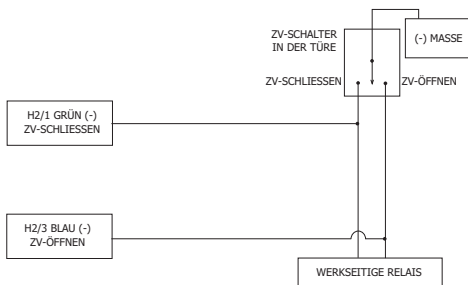 ZV-SCHALTER
IN DER TÜRE
(-) MASSE
ZV-SCHLIESSEN
ZV-ÖFFNEN
H2/1 GRÜN (-)
ZV-SCHLIESSEN
H2/3 BLAU (-)
ZV-ÖFFNEN
WERKSEITIGE RELAIS